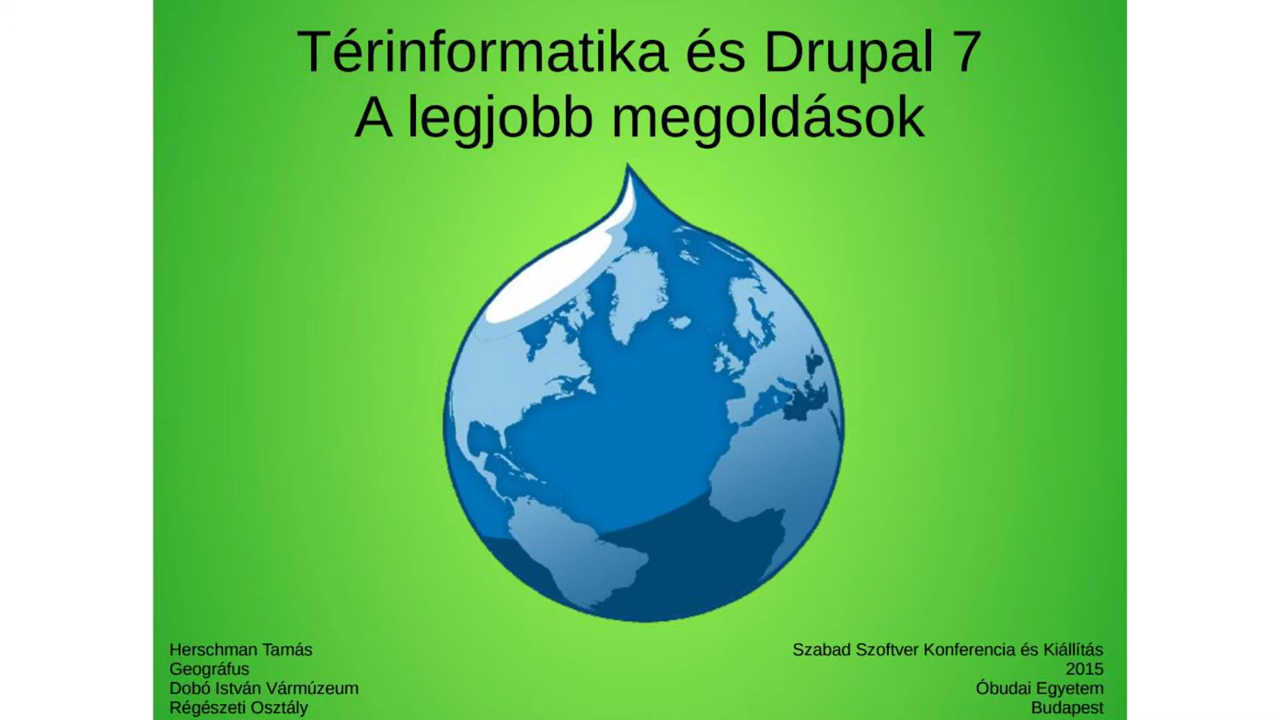 Térinformatika és Drupal 7
A legjobb megoldások
Herschman Tamás
Geográfus
Dobó István Vármúzeum
Régészeti Osztály
Szabad Szoftver Konferencia és Kiállítás
2015
Óbudai Egyetem
Budapest